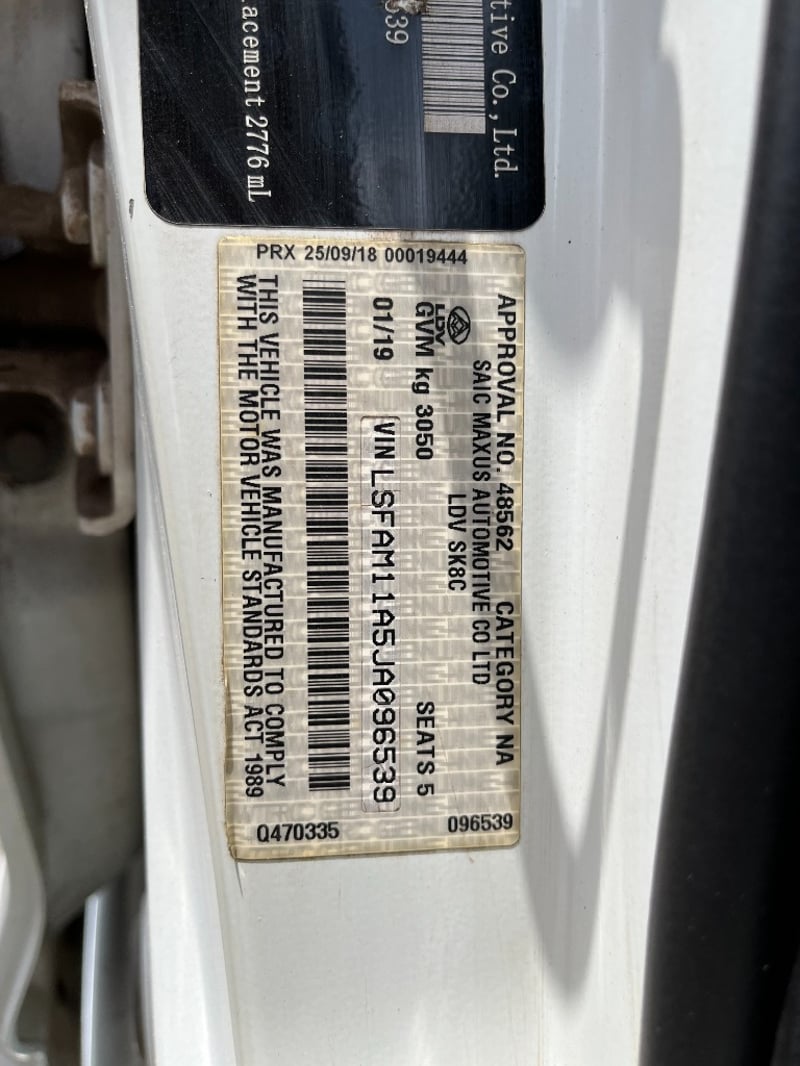 tive Co.,Ltd.
539
acement 2776 mL
PRX 25/09/18 00019444
APPROVAL NO. 48562 CATEGORY NA
SAIC MAXUS AUTOMOTIVE CO LTD
LDV SK8C
LDV
GVM kg 3050 SEATS 5
01/19 VIN LSFAM11A5JA096539
THIS VEHICLE WAS MANUFACTURED TO COMPLY
WITH THE MOTOR VEHICLE STANDARDS ACT 1989
Q470335 096539